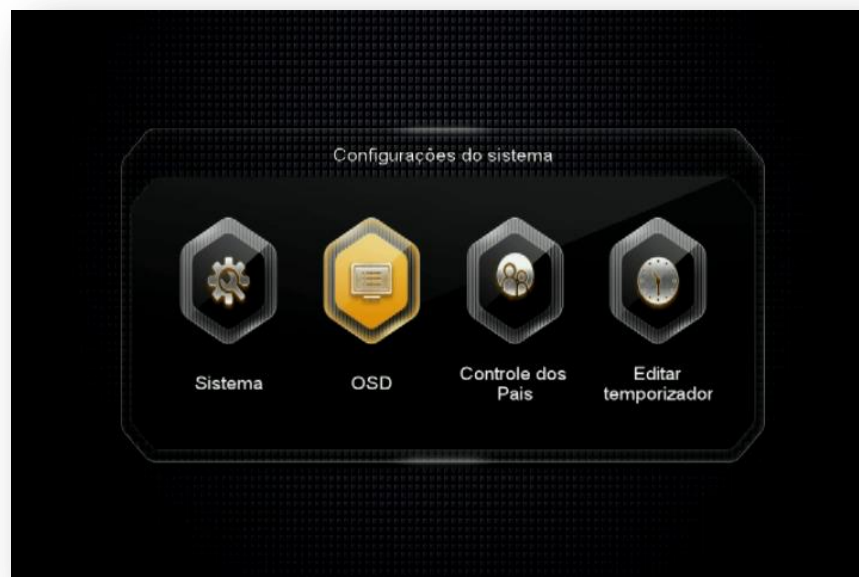 Configurações do sistema
Sistema
OSD
Controle dos
Pais
Editar
temporizador